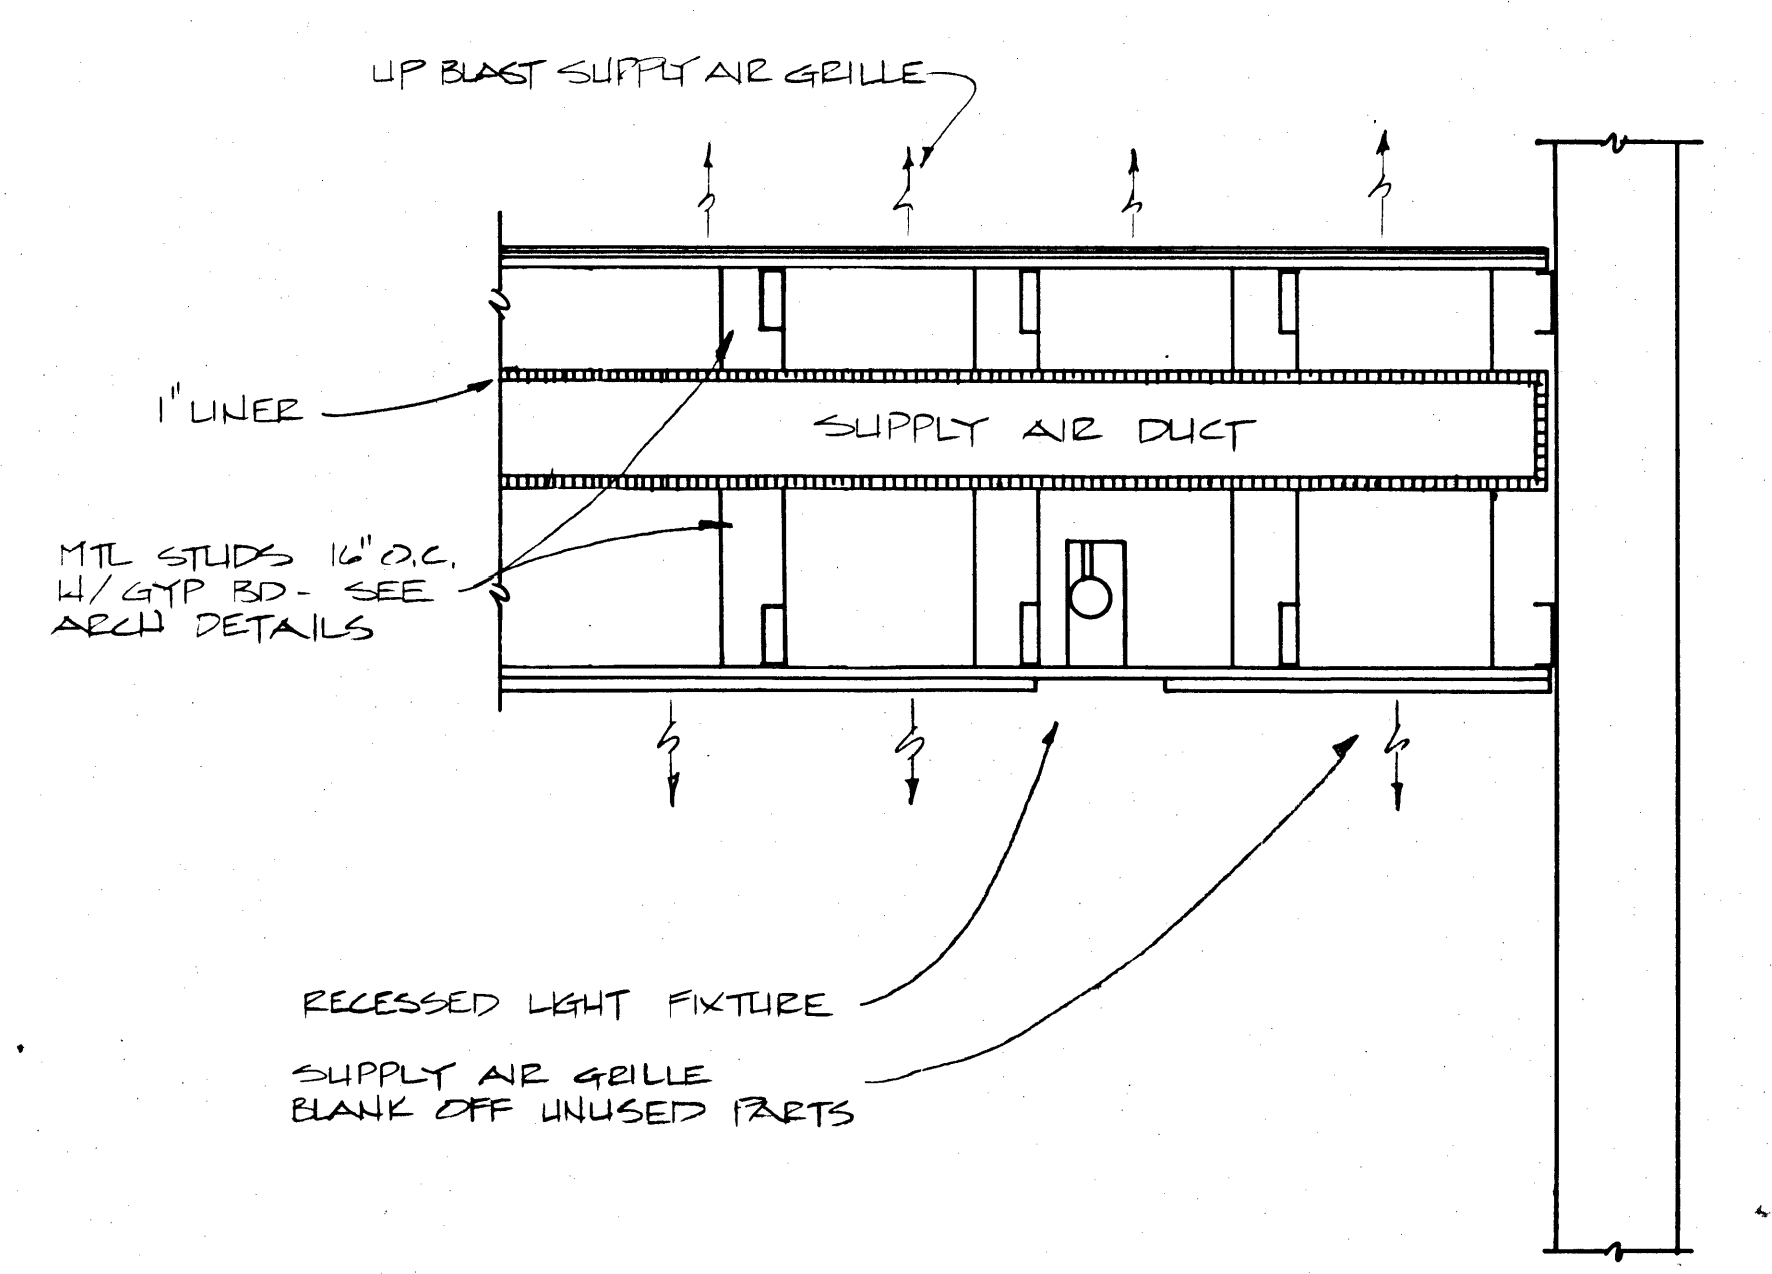 UP BLAST SUPPLY AIR GRILLE
1" LINER
SUPPLY AIR DUCT
MTL STUDS 16" O.C.
W/ GYP BD - SEE
ARCH DETAILS
RECESSED LIGHT FIXTURE
SUPPLY AIR GRILLE
BLANK OFF UNUSED PARTS